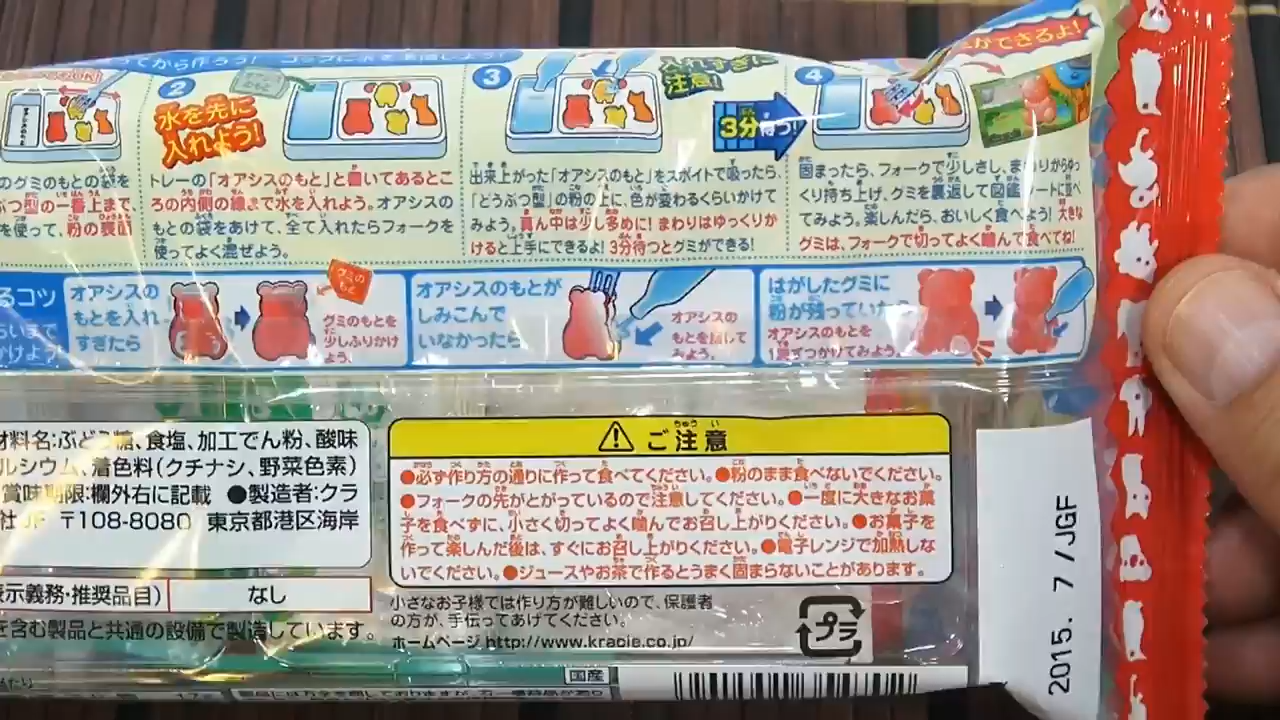 ってから作ろう!
2
水を先に
入れよう!
トレーの「オアシスのもと」と書いてあるとこ
ろの内側の線まで水を入れよう。オアシスの
もとの袋をあけて、全て入れたらフォークを
使ってよく混ぜよう。
のグミのもとの袋を
ぶつ型の一番上まで、
を使って、粉の表面
3
入れすぎに
注意!
出来上がった「オアシスのもと」をスポイトで吸ったら、
「どうぶつ型」の粉の上に、色が変わるくらいかけて
みよう。真ん中は少し多めに! まわりはゆっくりか
けると上手にできるよ! 3分待つとグミができる!
3分待つ!
4
ができるよ!
固まったら、フォークで少しさし、まわりからゆっ
くり持ち上げ、グミを裏返して図鑑シートに並べ
てみよう。楽しんだら、おいしく食べよう! 大きな
グミは、フォークで切ってよく噛んで食べてね!
るコツ
オアシスの
もとを入れ
すぎたら
グミの
もと
グミのもとを
少しふりかけ
よう。
オアシスのもとが
しみこんで
いなかったら
オアシスの
もとを足して
みよう。
はがしたグミに
粉が残っていた
オアシスのもとを
1滴ずつかけてみよう。
材料名:ぶどう糖、食塩、加工でん粉、酸味
ルシウム、着色料(クチナシ、野菜色素)
賞味期限:欄外右に記載 ●製造者:クラ
社 JF 〒108-8080 東京都港区海岸
示義務・推奨品目) なし
を含む製品と共通の設備で製造しています。
ご注意
●必ず作り方の通りに作って食べてください。●粉のまま食べないでください。
●フォークの先がとがっているので注意してください。●一度に大きなお菓
子を食べずに、小さく切ってよく噛んでお召し上がりください。●お菓子を
作って楽しんだ後は、すぐにお召し上がりください。●電子レンジで加熱しな
いでください。●ジュースやお茶で作るとうまく固まらないことがあります。
小さなお子様では作り方が難しいので、保護者
の方が、手伝ってあげてください。
ホームページ http://www.kracie.co.jp/
プラ
国産
2015. 7 /JGF